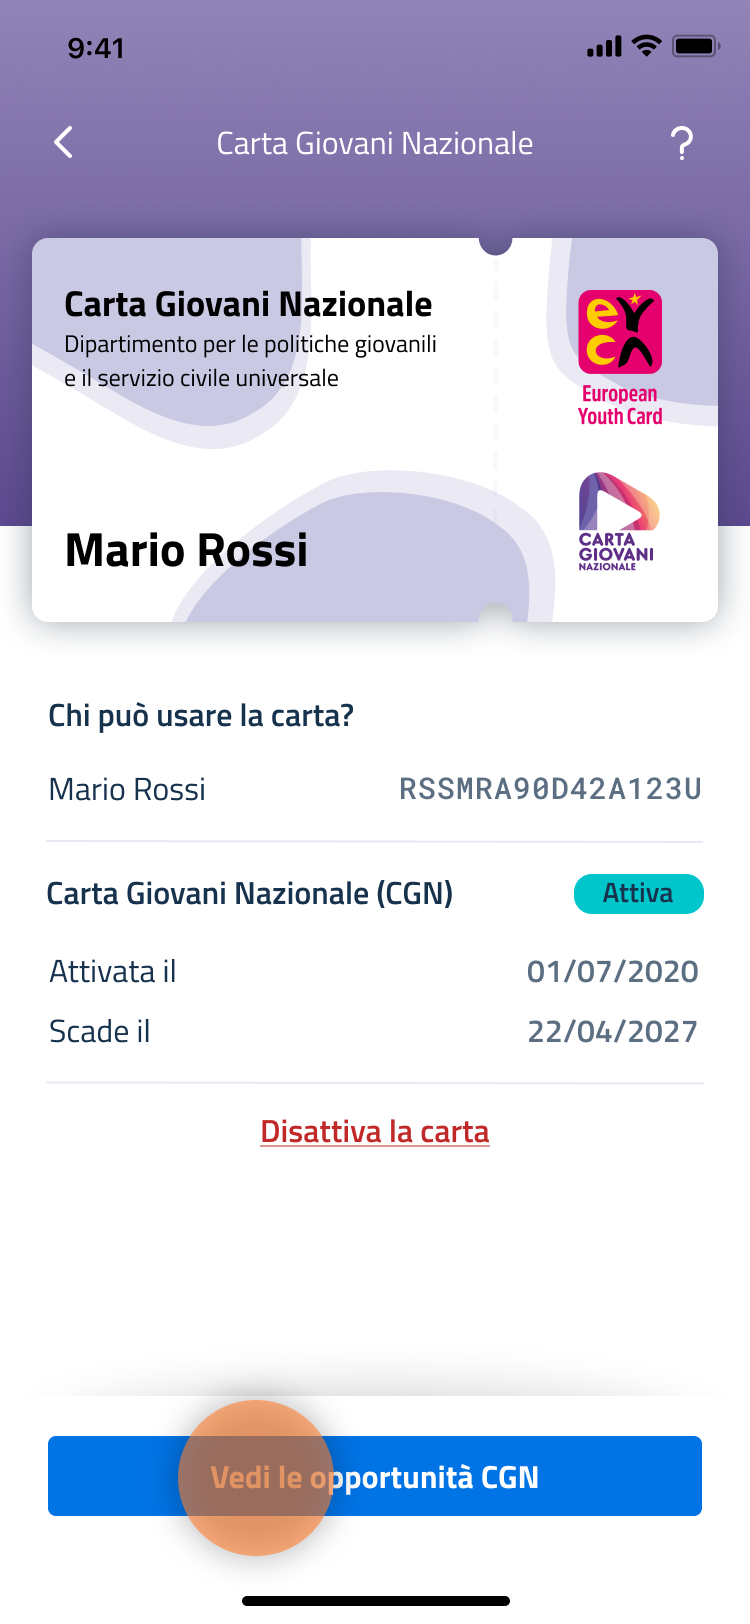 9:41
Carta Giovani Nazionale
Carta Giovani Nazionale
Dipartimento per le politiche giovanili
e il servizio civile universale
eyca
European
Youth Card
Mario Rossi
CARTA
GIOVANI
NAZIONALE
Chi può usare la carta?
Mario Rossi RSSMRA90D42A123U
Carta Giovani Nazionale (CGN) Attiva
Attivata il 01/07/2020
Scade il 22/04/2027
Disattiva la carta
Vedi le opportunità CGN